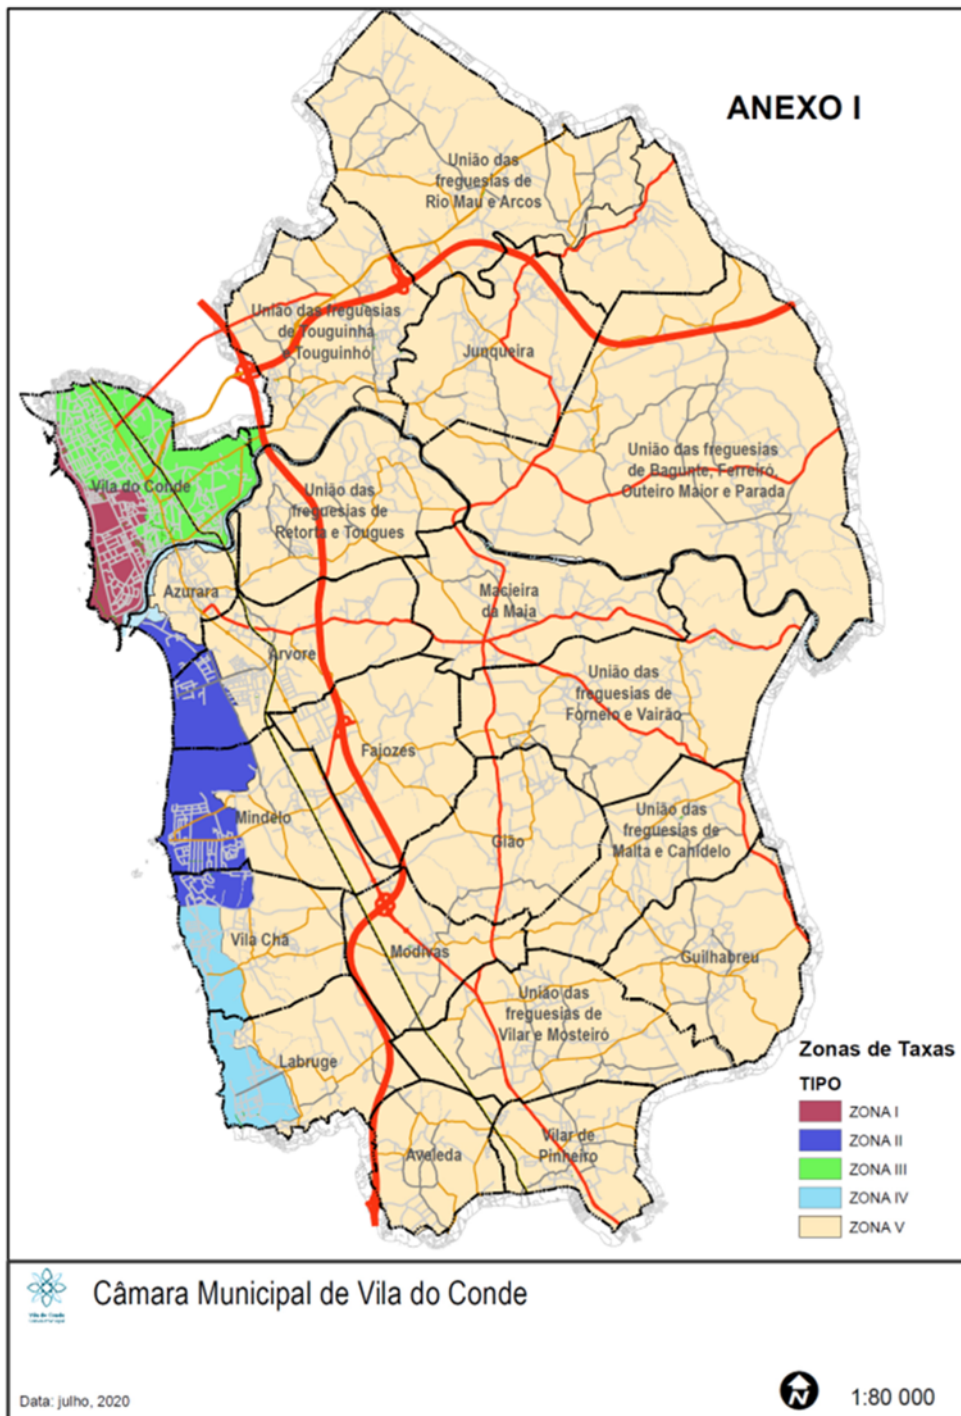 ANEXO I
União das
freguesias de
Rio Mau e Arcos
União das freguesias
de Touguinha
e Touguinhó
Junqueira
União das freguesias
de Bagunte, Ferreiró,
Outeiro Maior e Parada
Vila do Conde
União das
freguesias de
Retorta e Tougues
Azurara
Macieira
da Maia
Árvore
União das
freguesias de
Fornelo e Vairão
Fajozes
Mindelo
União das
freguesias de
Malta e Canidelo
Gião
Vila Chã
Modivas
Guilhabreu
União das
freguesias de
Vilar e Mosteiró
Labruge
Aveleda
Vilar de
Pinheiro
Zonas de Taxas
TIPO
ZONA I
ZONA II
ZONA III
ZONA IV
ZONA V
Câmara Municipal de Vila do Conde
Vila do Conde
Data: julho, 2020
N
1:80 000